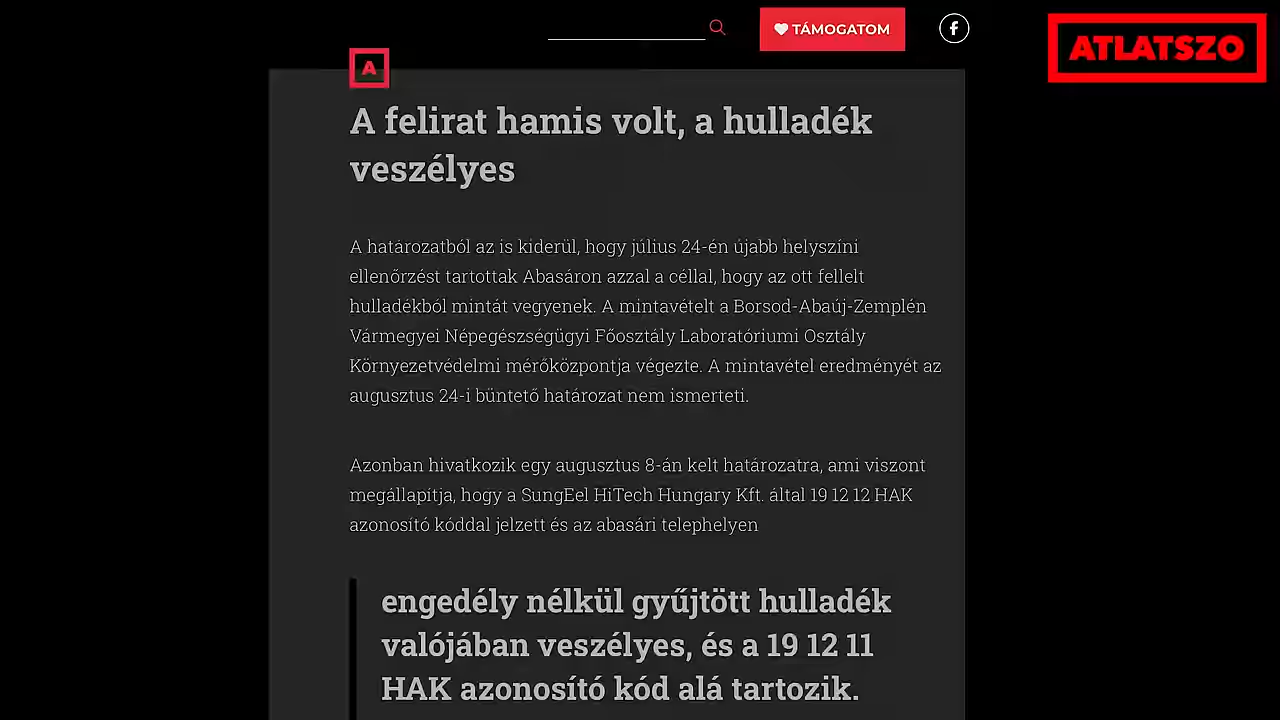 TÁMOGATOM
ATLATSZO
A
A felirat hamis volt, a hulladék
veszélyes
A határozatból az is kiderül, hogy július 24-én újabb helyszíni
ellenőrzést tartottak Abasáron azzal a céllal, hogy az ott fellelt
hulladékból mintát vegyenek. A mintavételt a Borsod-Abaúj-Zemplén
Vármegyei Népegészségügyi Főosztály Laboratóriumi Osztály
Környezetvédelmi mérőközpontja végezte. A mintavétel eredményét az
augusztus 24-i büntető határozat nem ismerteti.
Azonban hivatkozik egy augusztus 8-án kelt határozatra, ami viszont
megállapítja, hogy a SungEel HiTech Hungary Kft. által 19 12 12 HAK
azonosító kóddal jelzett és az abasári telephelyen
engedély nélkül gyűjtött hulladék
valójában veszélyes, és a 19 12 11
HAK azonosító kód alá tartozik.